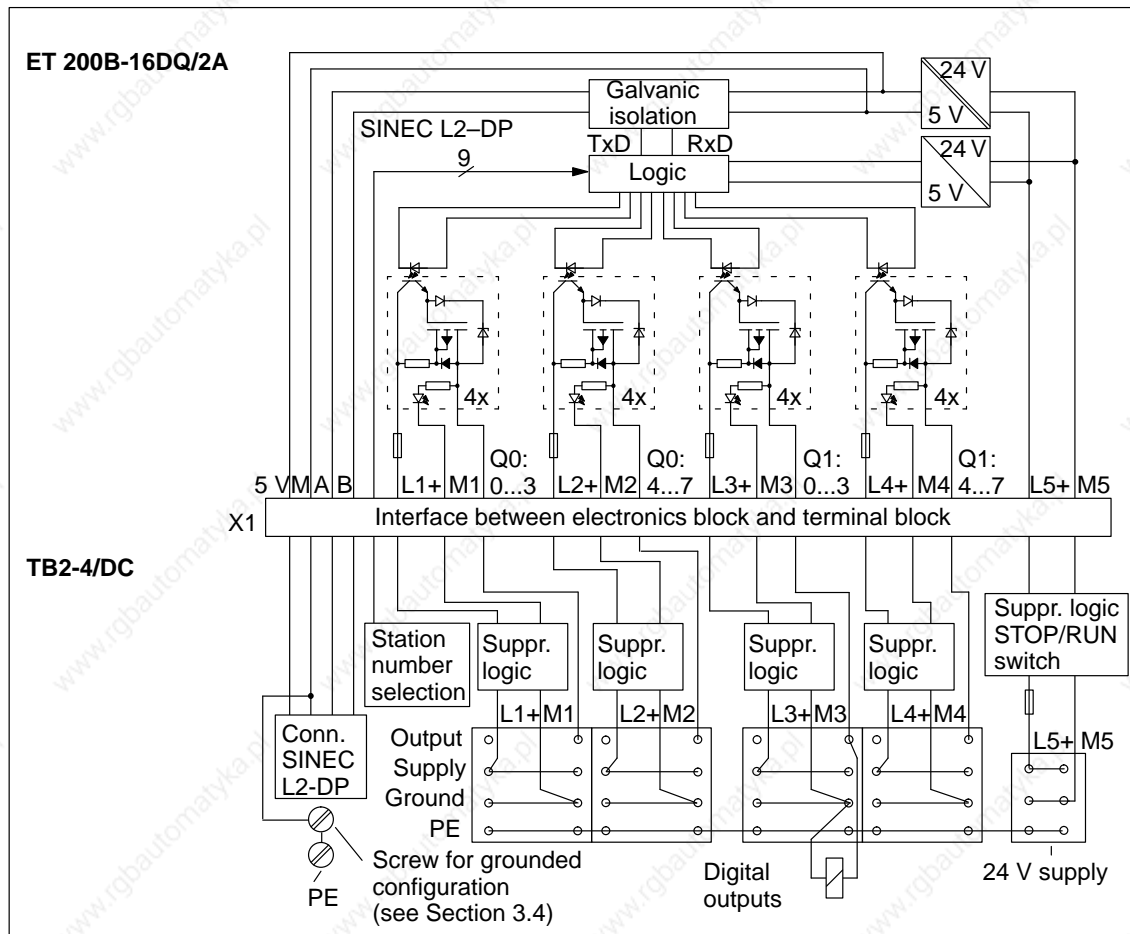 ET 200B-16DQ/2A
24 V
5 V
Galvanic
isolation
SINEC L2–DP
9
TxD
RxD
Logic
24 V
5 V
4x
4x
4x
4x
Q0:
0...3
Q0:
4...7
Q1:
0...3
Q1:
4...7
5 V M A B
L1+ M1
L2+ M2
L3+ M3
L4+ M4
L5+ M5
X1
Interface between electronics block and terminal block
TB2-4/DC
Station
number
selection
Suppr.
logic
Suppr.
logic
Suppr.
logic
Suppr.
logic
Suppr. logic
STOP/RUN
switch
L1+ M1
L2+ M2
L3+ M3
L4+ M4
L5+ M5
Conn.
SINEC
L2-DP
Output
Supply
Ground
PE
PE
Screw for grounded
configuration
(see Section 3.4)
Digital
outputs
24 V supply
www.rgbautomatyka.pl